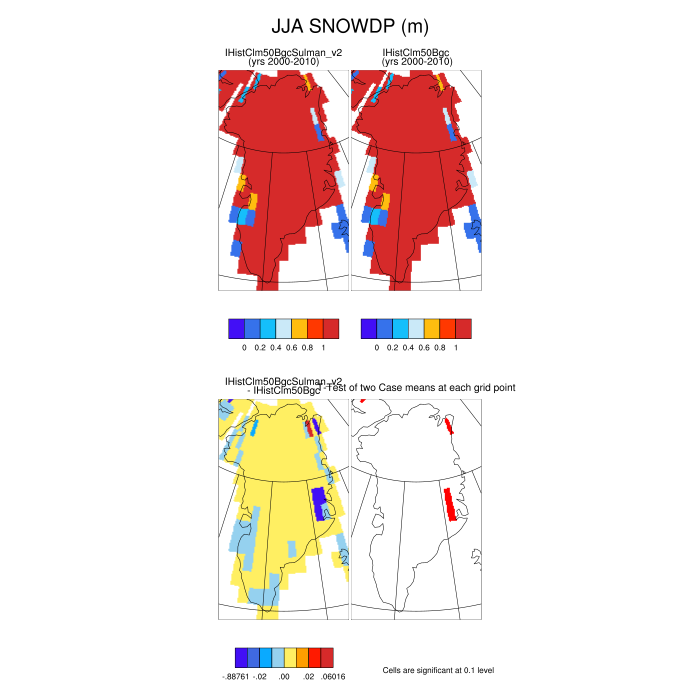 JJA SNOWDP (m)
IHistClm50BgcSulman_v2
(yrs 2000-2010)
IHistClm50Bgc
(yrs 2000-2010)
0 0.2 0.4 0.6 0.8 1
0 0.2 0.4 0.6 0.8 1
IHistClm50BgcSulman_v2
- IHistClm50Bgc
T-Test of two Case means at each grid point
-.88761 -.02 .00 .02 .06016
Cells are significant at 0.1 level